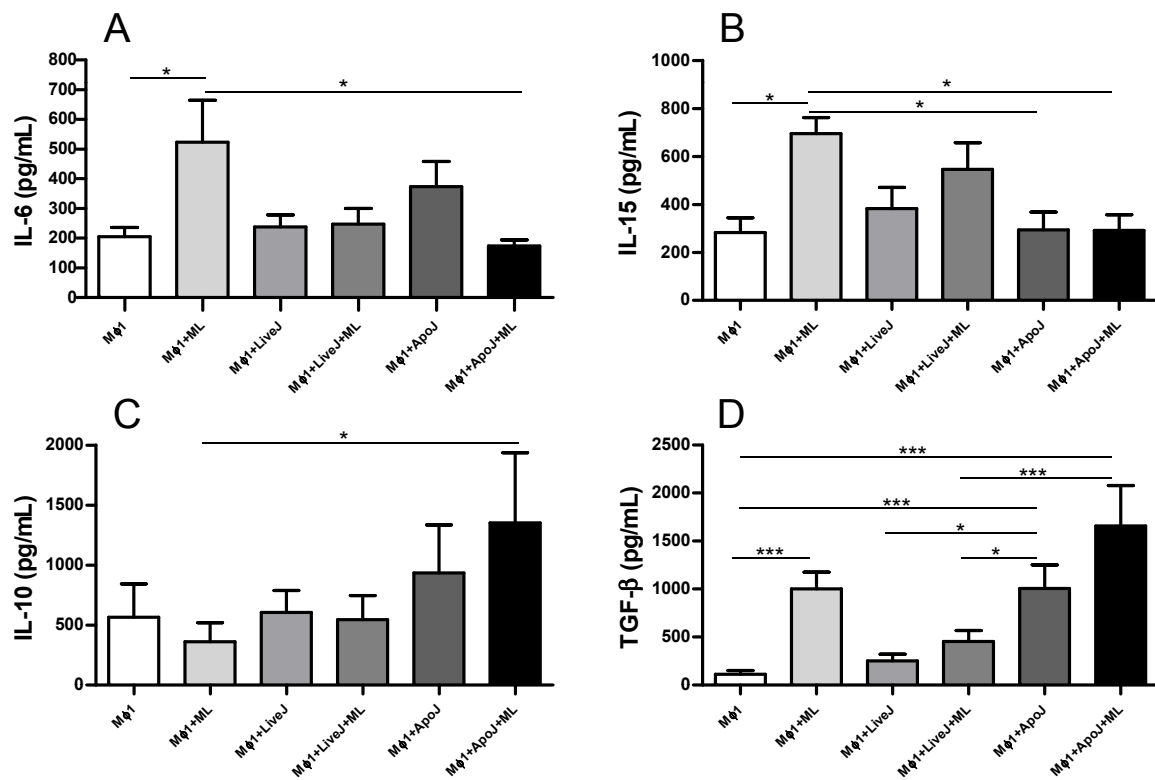 A
IL-6 (pg/mL)
800
700
600
500
400
300
200
100
0
*
*
Mϕ1
Mϕ1+ML
Mϕ1+LiveJ
Mϕ1+LiveJ+ML
Mϕ1+ApoJ
Mϕ1+ApoJ+ML
B
IL-15 (pg/mL)
1000
800
600
400
200
0
*
*
*
Mϕ1
Mϕ1+ML
Mϕ1+LiveJ
Mϕ1+LiveJ+ML
Mϕ1+ApoJ
Mϕ1+ApoJ+ML
C
IL-10 (pg/mL)
2000
1500
1000
500
0
*
Mϕ1
Mϕ1+ML
Mϕ1+LiveJ
Mϕ1+LiveJ+ML
Mϕ1+ApoJ
Mϕ1+ApoJ+ML
D
TGF-β (pg/mL)
2500
2000
1500
1000
500
0
***
***
***
*
***
*
Mϕ1
Mϕ1+ML
Mϕ1+LiveJ
Mϕ1+LiveJ+ML
Mϕ1+ApoJ
Mϕ1+ApoJ+ML